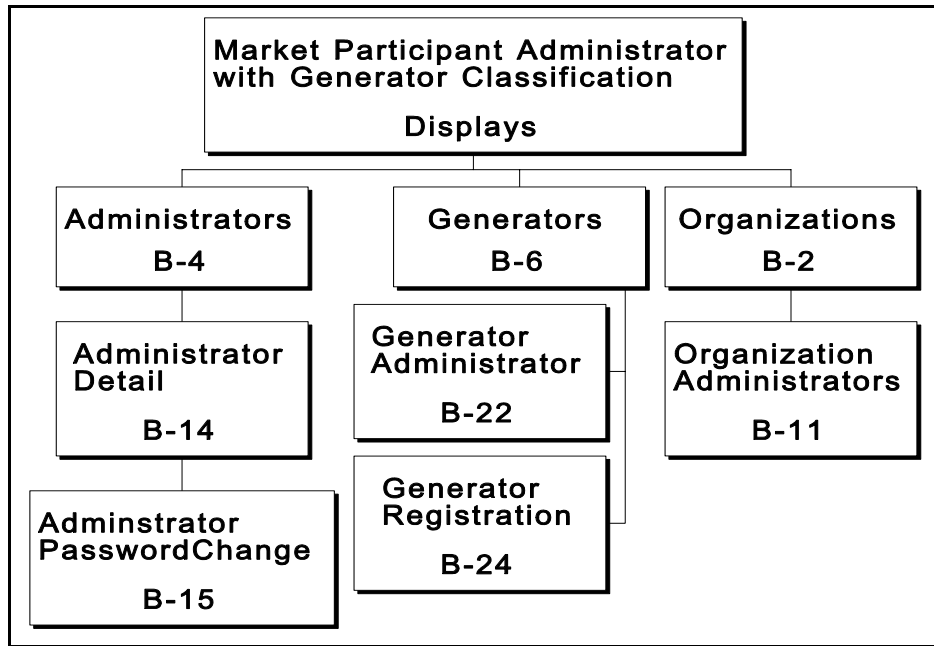 Market Participant Administrator
with Generator Classification
Displays
Administrators
B-4
Generators
B-6
Organizations
B-2
Administrator
Detail
B-14
Generator
Administrator
B-22
Organization
Administrators
B-11
Adminstrator
PasswordChange
B-15
Generator
Registration
B-24